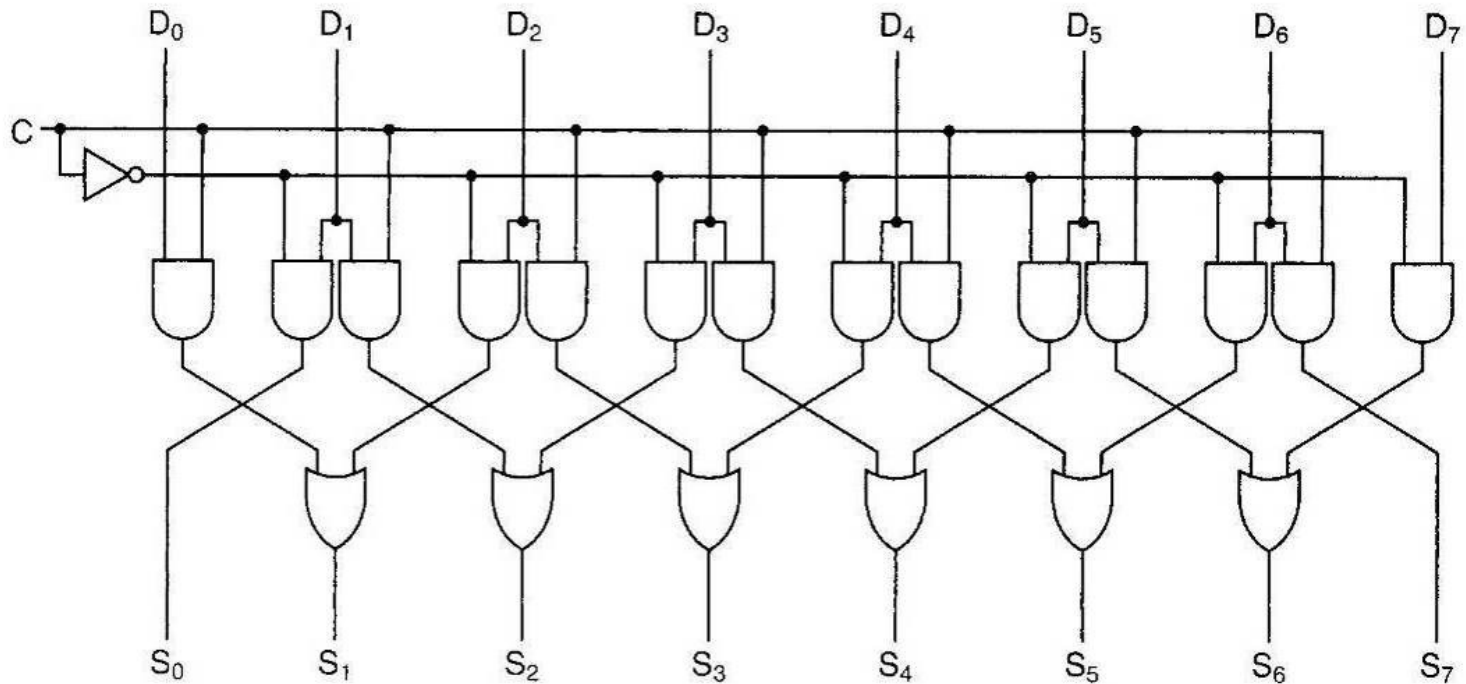 D₀ D₁ D₂ D₃ D₄ D₅ D₆ D₇
C
S₀ S₁ S₂ S₃ S₄ S₅ S₆ S₇